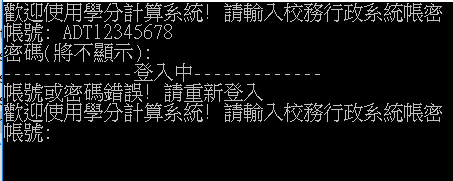 歡迎使用學分計算系統! 請輸入校務行政系統帳密
帳號: ADT12345678
密碼(將不顯示):
-------------登入中-------------
帳號或密碼錯誤! 請重新登入
歡迎使用學分計算系統! 請輸入校務行政系統帳密
帳號: